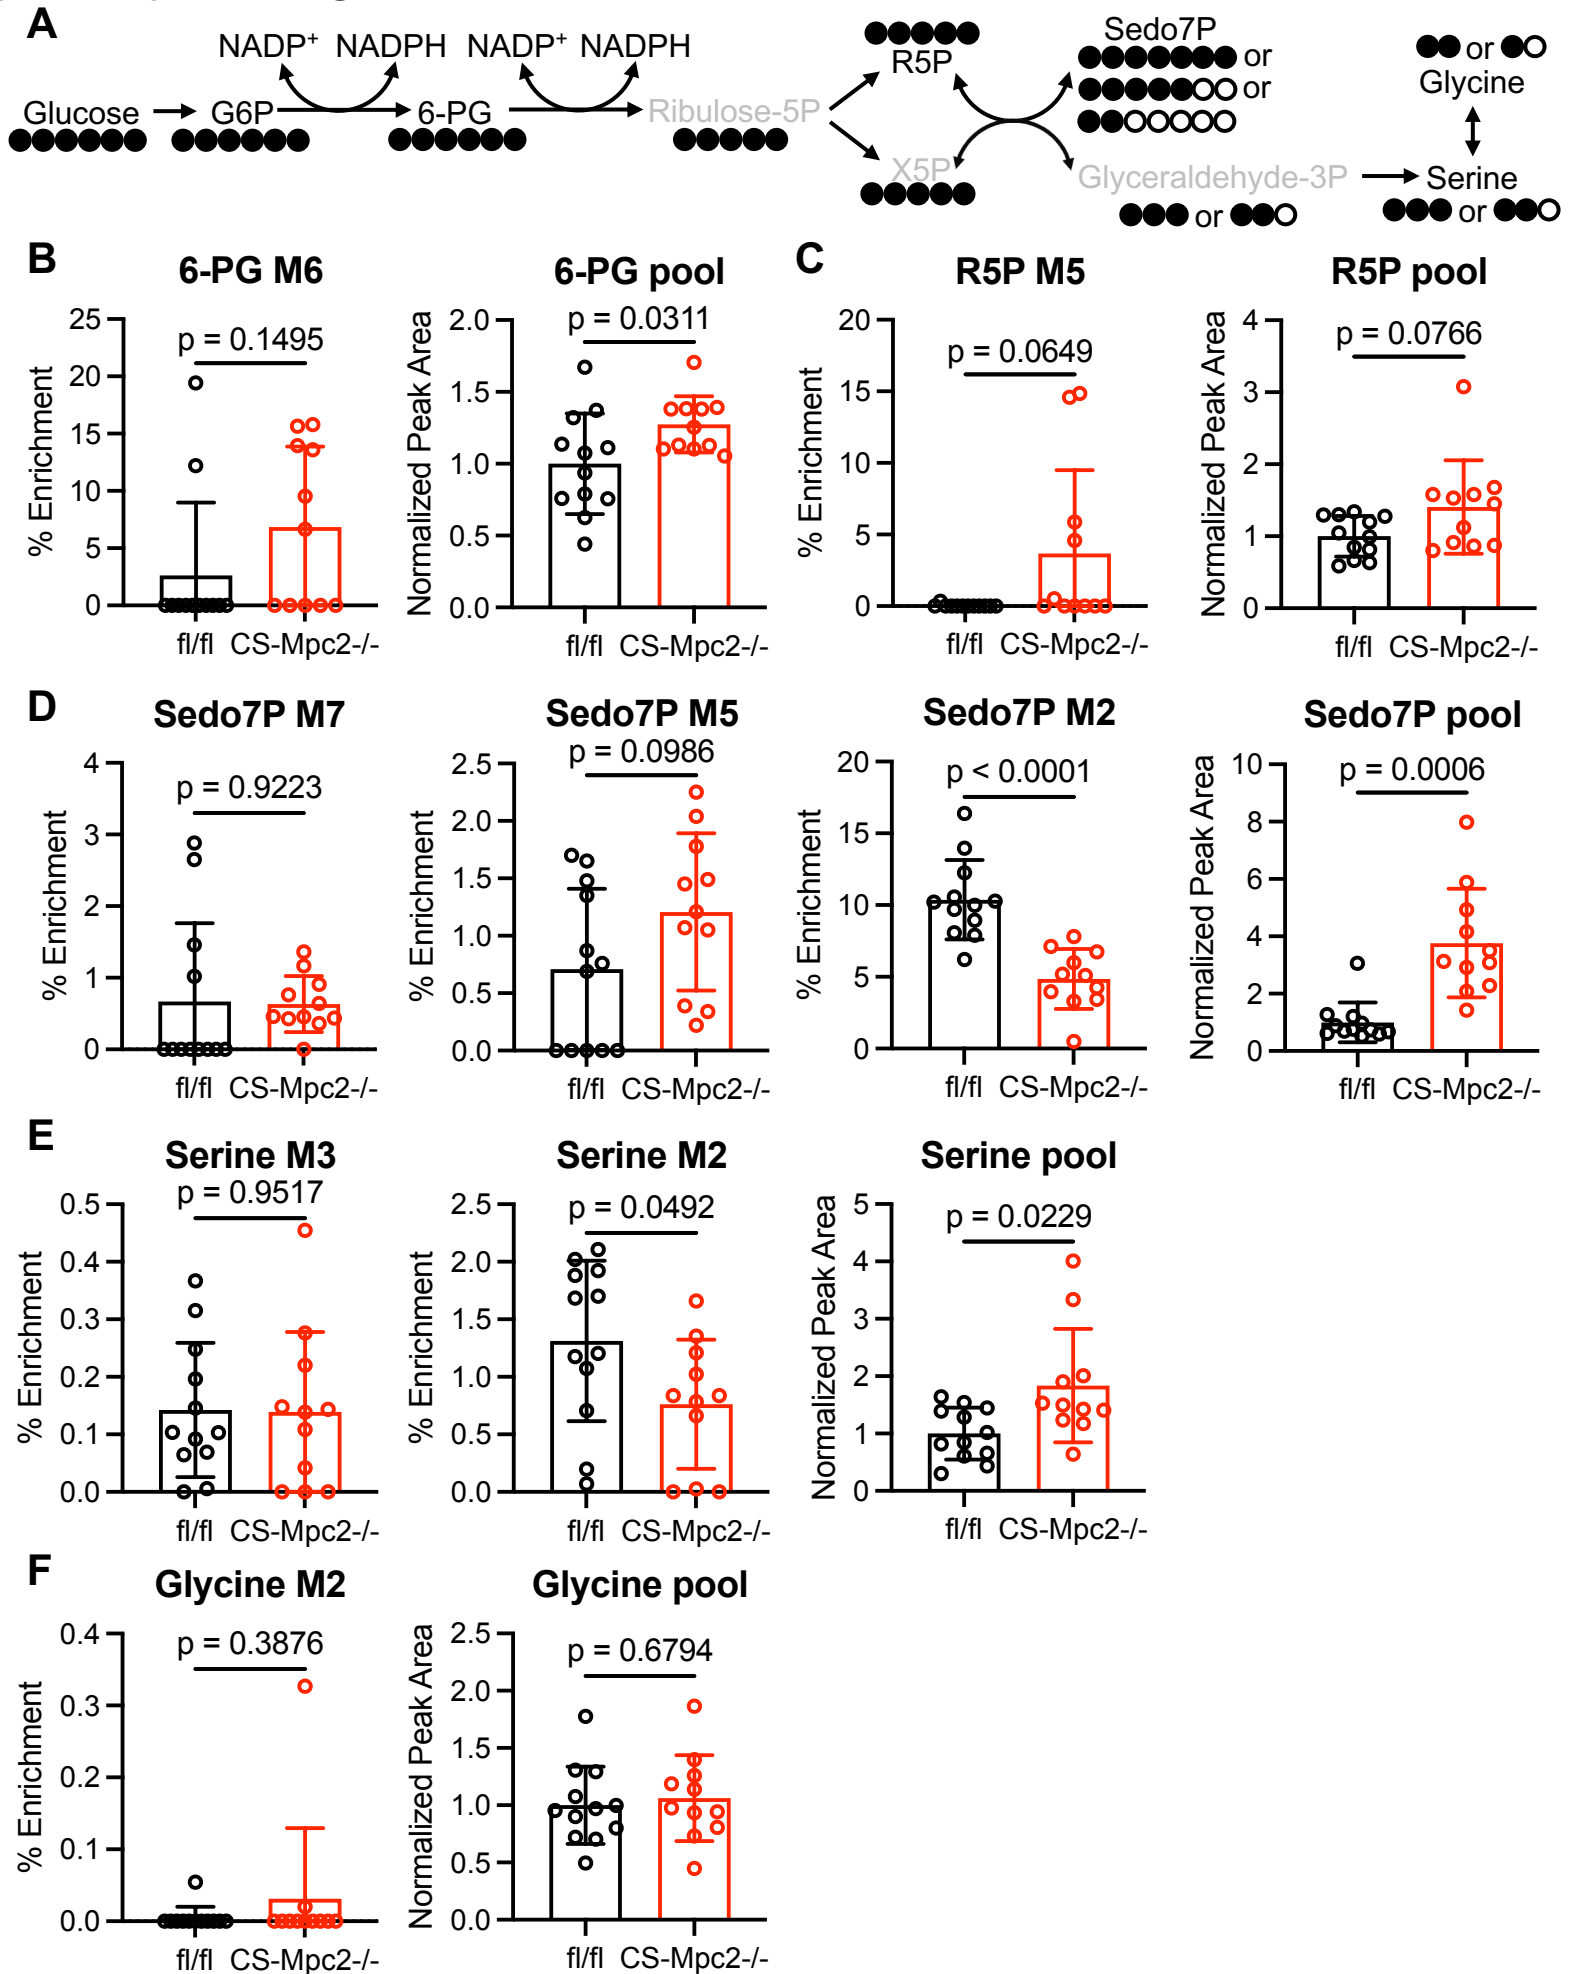 A
NADP+ NADPH NADP+ NADPH
Glucose G6P 6-PG Ribulose-5P
R5P
X5P
Sedo7P
or
or
Glyceraldehyde-3P
or
or
Glycine
Serine
or
B
6-PG M6
% Enrichment
25
20
15
10
5
0
p = 0.1495
fl/fl CS-Mpc2-/-
6-PG pool
Normalized Peak Area
2.0
1.5
1.0
0.5
0.0
p = 0.0311
fl/fl CS-Mpc2-/-
C
R5P M5
% Enrichment
20
15
10
5
0
p = 0.0649
fl/fl CS-Mpc2-/-
R5P pool
Normalized Peak Area
4
3
2
1
0
p = 0.0766
fl/fl CS-Mpc2-/-
D
Sedo7P M7
% Enrichment
4
3
2
1
0
p = 0.9223
fl/fl CS-Mpc2-/-
Sedo7P M5
% Enrichment
2.5
2.0
1.5
1.0
0.5
0.0
p = 0.0986
fl/fl CS-Mpc2-/-
Sedo7P M2
% Enrichment
20
15
10
5
0
p < 0.0001
fl/fl CS-Mpc2-/-
Sedo7P pool
Normalized Peak Area
10
8
6
4
2
0
p = 0.0006
fl/fl CS-Mpc2-/-
E
Serine M3
% Enrichment
0.5
0.4
0.3
0.2
0.1
0.0
p = 0.9517
fl/fl CS-Mpc2-/-
Serine M2
% Enrichment
2.5
2.0
1.5
1.0
0.5
0.0
p = 0.0492
fl/fl CS-Mpc2-/-
Serine pool
Normalized Peak Area
5
4
3
2
1
0
p = 0.0229
fl/fl CS-Mpc2-/-
F
Glycine M2
% Enrichment
0.4
0.3
0.2
0.1
0.0
p = 0.3876
fl/fl CS-Mpc2-/-
Glycine pool
Normalized Peak Area
2.5
2.0
1.5
1.0
0.5
0.0
p = 0.6794
fl/fl CS-Mpc2-/-